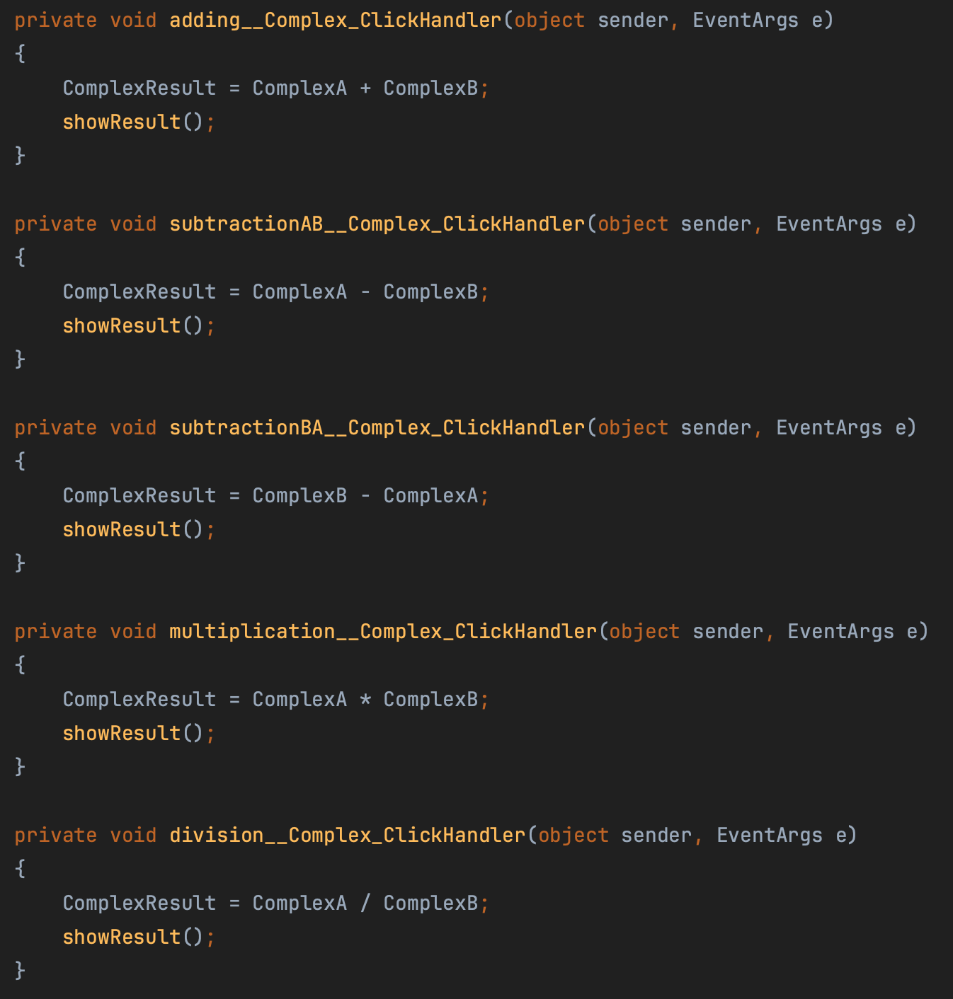 private void adding__Complex_ClickHandler(object sender, EventArgs e)
{
    ComplexResult = ComplexA + ComplexB;
    showResult();
}

private void subtractionAB__Complex_ClickHandler(object sender, EventArgs e)
{
    ComplexResult = ComplexA - ComplexB;
    showResult();
}

private void subtractionBA__Complex_ClickHandler(object sender, EventArgs e)
{
    ComplexResult = ComplexB - ComplexA;
    showResult();
}

private void multiplication__Complex_ClickHandler(object sender, EventArgs e)
{
    ComplexResult = ComplexA * ComplexB;
    showResult();
}

private void division__Complex_ClickHandler(object sender, EventArgs e)
{
    ComplexResult = ComplexA / ComplexB;
    showResult();
}